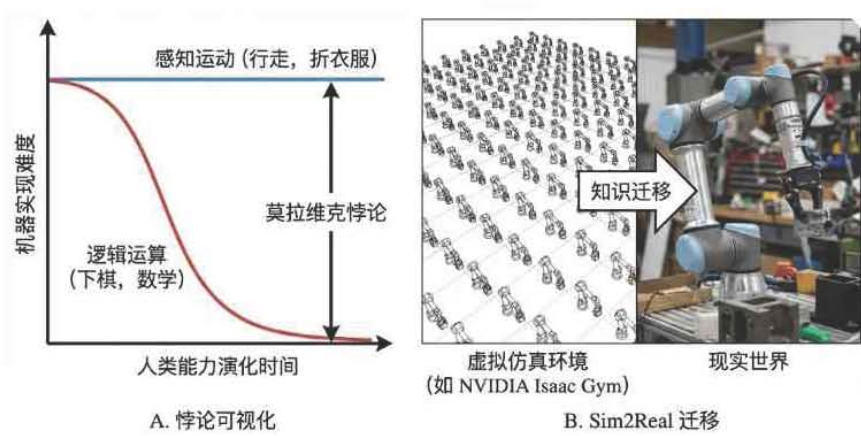 感知运动 (行走，折衣服)
机器实现难度
莫拉维克悖论
逻辑运算
(下棋，数学)
人类能力演化时间
A. 悖论可视化
知识迁移
虚拟仿真环境
(如 NVIDIA Isaac Gym)
现实世界
B. Sim2Real 迁移